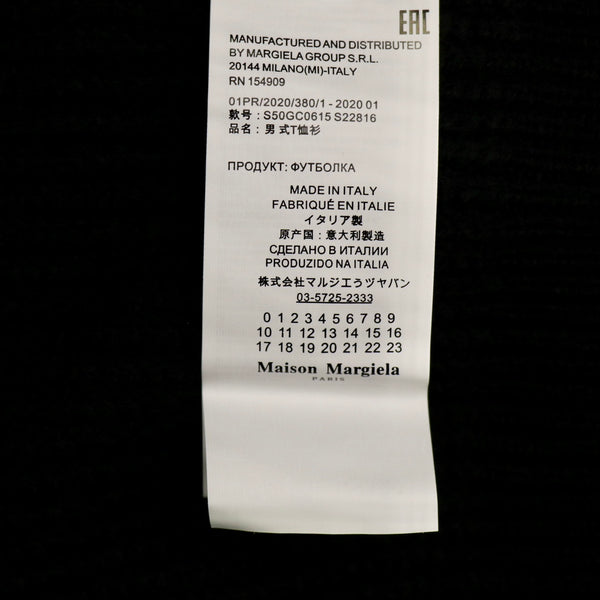 EAC
MANUFACTURED AND DISTRIBUTED
BY MARGIELA GROUP S.R.L.
20144 MILANO(MI)-ITALY
RN 154909
01PR/2020/380/1 - 2020 01
款号：S50GC0615 S22816
品名：男 式T恤衫
ПРОДУКТ: ФУТБОЛКА
MADE IN ITALY
FABRIQUÉ EN ITALIE
イタリア製
原产国：意大利製造
СДЕЛАНО В ИТАЛИИ
PRODUZIDO NA ITALIA
株式会社マルジエうヅヤバン
03-5725-2333
0 1 2 3 4 5 6 7 8 9
10 11 12 13 14 15 16
17 18 19 20 21 22 23
Maison Margiela
PARIS